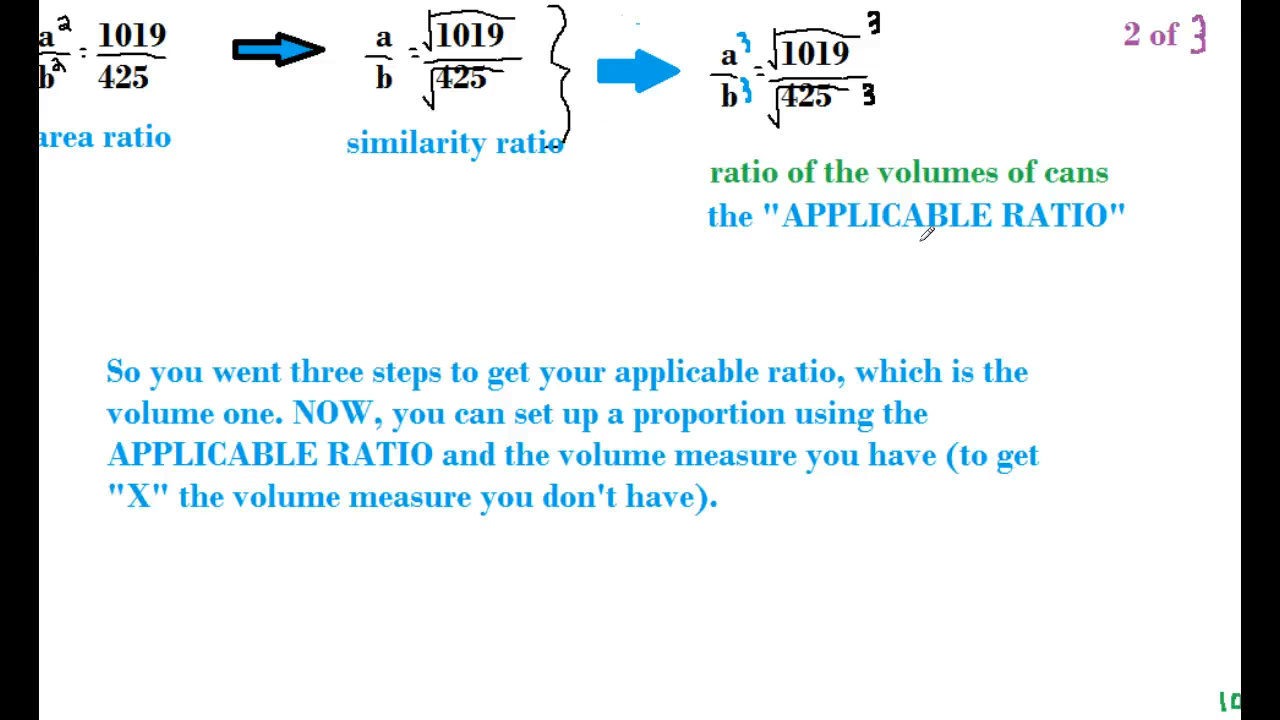 a² / b² = 1019 / 425
a / b = √1019 / √425
a³ / b³ = √1019³ / √425³
2 of 3
area ratio
similarity ratio
ratio of the volumes of cans
the "APPLICABLE RATIO"
So you went three steps to get your applicable ratio, which is the
volume one. NOW, you can set up a proportion using the
APPLICABLE RATIO and the volume measure you have (to get
"X" the volume measure you don't have).
10